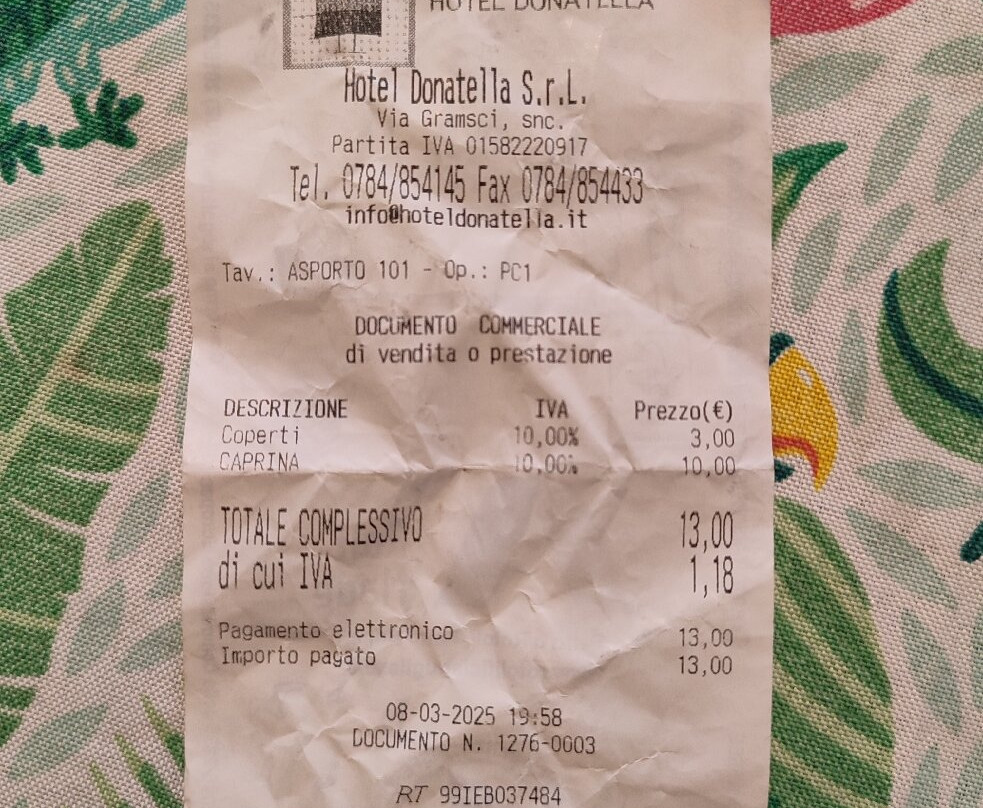 HOTEL DONATELLA
Hotel Donatella S.r.L.
Via Gramsci, snc.
Partita IVA 01582220917
Tel. 0784/854145 Fax 0784/854433
info@hoteldonatella.it
Tav.: ASPORTO 101 - Op.: PC1
DOCUMENTO COMMERCIALE
di vendita o prestazione
DESCRIZIONE IVA Prezzo(€)
Coperti 10,00% 3,00
CAPRINA 10,00% 10,00
TOTALE COMPLESSIVO 13,00
di cui IVA 1,18
Pagamento elettronico 13,00
Importo pagato 13,00
08-03-2025 19:58
DOCUMENTO N. 1276-0003
RT 99IEB037484